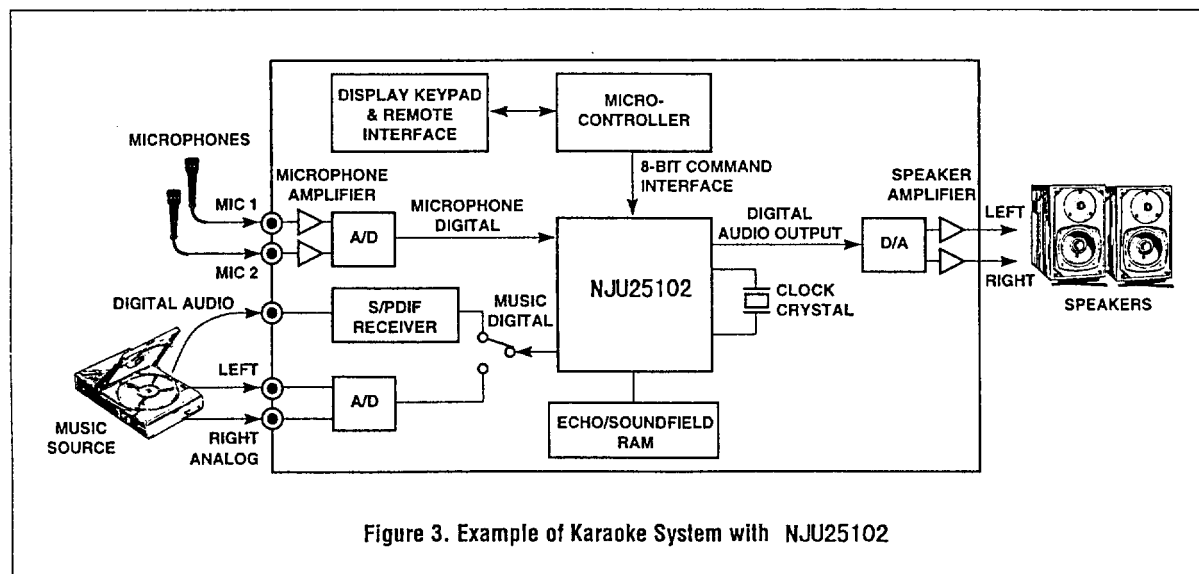 DISPLAY KEYPAD
& REMOTE
INTERFACE
MICRO-
CONTROLLER
MICROPHONES
8-BIT COMMAND
INTERFACE
MICROPHONE
AMPLIFIER
MIC 1
MIC 2
A/D
MICROPHONE
DIGITAL
NJU25102
DIGITAL
AUDIO OUTPUT
D/A
SPEAKER
AMPLIFIER
LEFT
RIGHT
SPEAKERS
CLOCK
CRYSTAL
DIGITAL AUDIO
S/PDIF
RECEIVER
MUSIC
DIGITAL
LEFT
A/D
RIGHT
ANALOG
MUSIC
SOURCE
ECHO/SOUNDFIELD
RAM
Figure 3. Example of Karaoke System with NJU25102